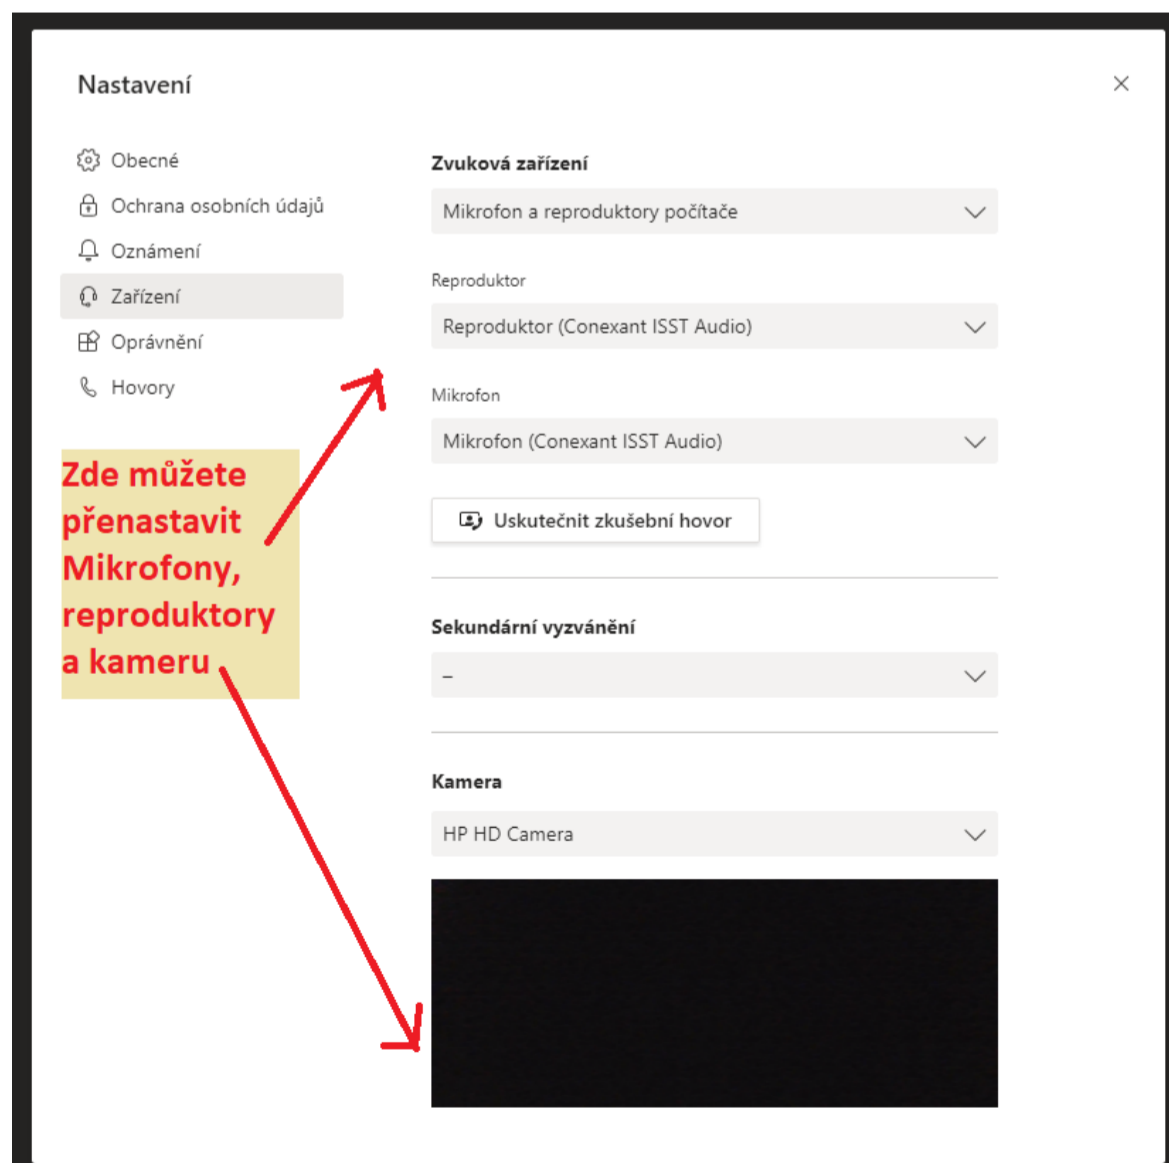 Nastavení
Obecné
Ochrana osobních údajů
Oznámení
Zařízení
Oprávnění
Hovory
Zde můžete
přenastavit
Mikrofony,
reproduktory
a kameru
Zvuková zařízení
Mikrofon a reproduktory počítače
Reproduktor
Reproduktor (Conexant ISST Audio)
Mikrofon
Mikrofon (Conexant ISST Audio)
Uskutečnit zkušební hovor
Sekundární vyzvánění
–
Kamera
HP HD Camera